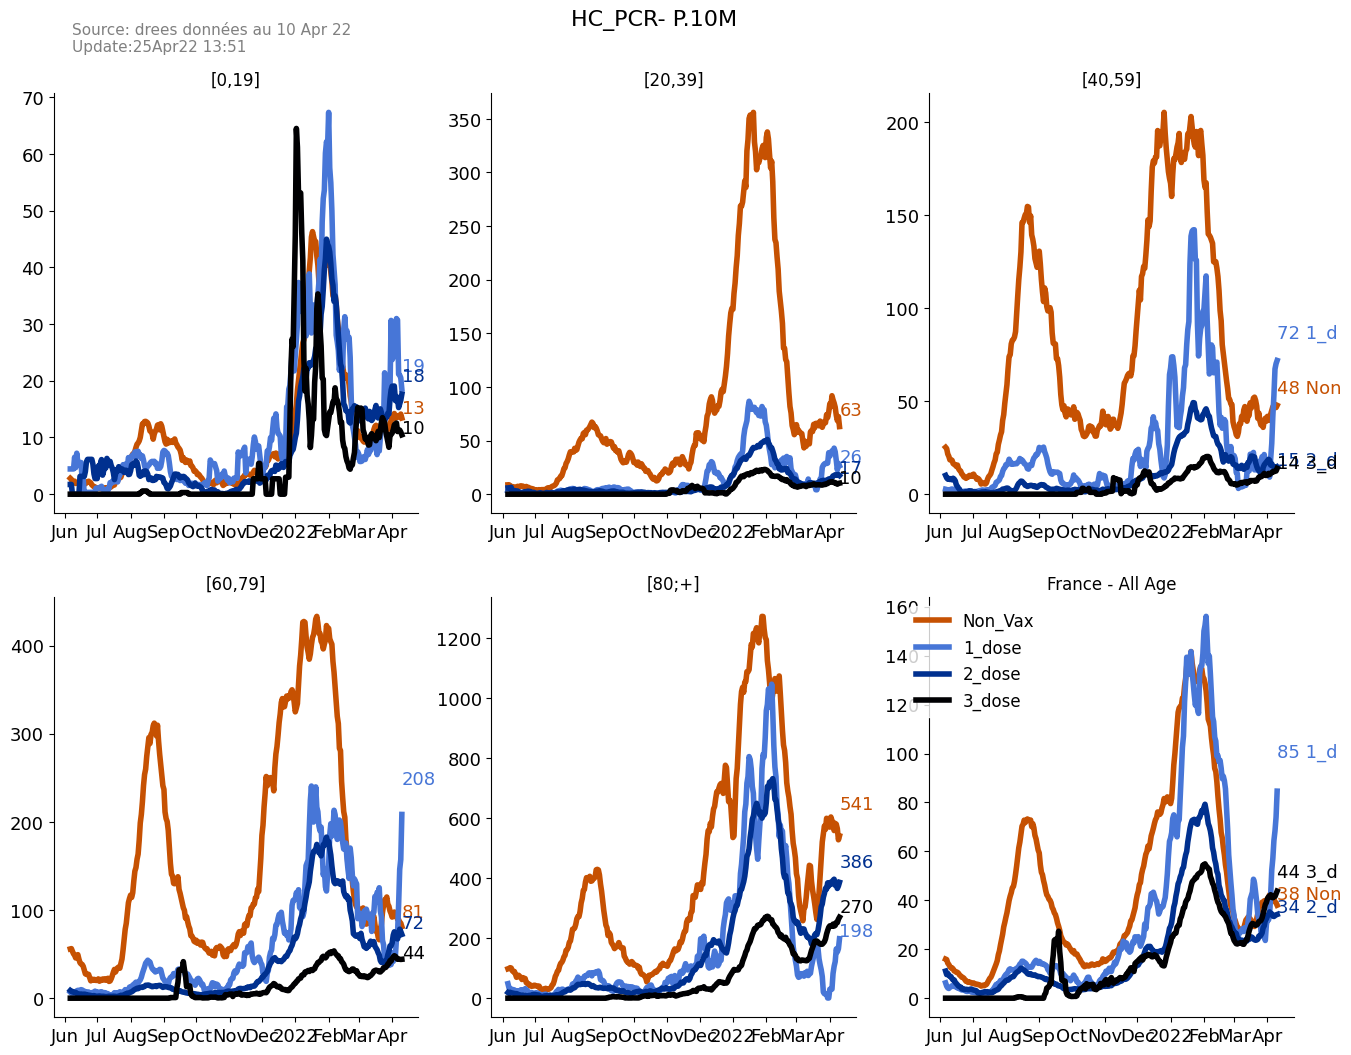 HC_PCR- P.10M
Source: drees données au 10 Apr 22
Update:25Apr22 13:51
[0,19]
70
60
50
40
30
20
10
0
19
18
13
10
Jun Jul Aug Sep Oct Nov Dec 2022 Feb Mar Apr
[20,39]
350
300
250
200
150
100
50
0
63
26
17
10
Jun Jul Aug Sep Oct Nov Dec 2022 Feb Mar Apr
[40,59]
200
150
100
50
0
72 1_d
48 Non
15 2_d
14 3_d
Jun Jul Aug Sep Oct Nov Dec 2022 Feb Mar Apr
[60,79]
400
300
200
100
0
208
81
72
44
Jun Jul Aug Sep Oct Nov Dec 2022 Feb Mar Apr
[80;+]
1200
1000
800
600
400
200
0
541
386
270
198
Jun Jul Aug Sep Oct Nov Dec 2022 Feb Mar Apr
France - All Age
160
140
120
100
80
60
40
20
0
Non_Vax
1_dose
2_dose
3_dose
85 1_d
44 3_d
38 Non
34 2_d
Jun Jul Aug Sep Oct Nov Dec 2022 Feb Mar Apr